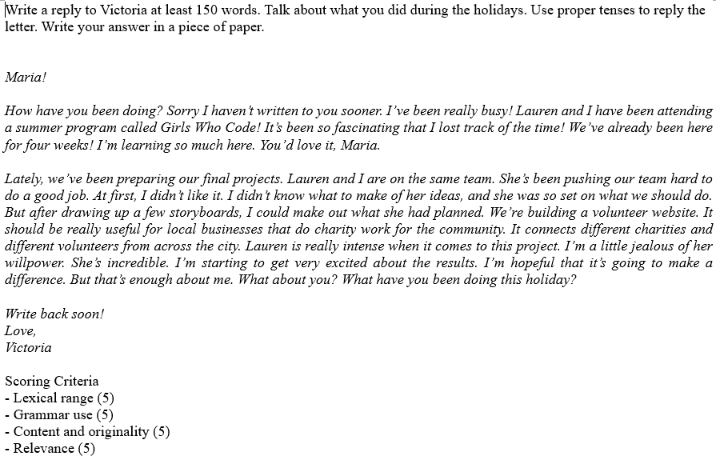 Write a reply to Victoria at least 150 words. Talk about what you did during the holidays. Use proper tenses to reply the
letter. Write your answer in a piece of paper.
Maria!
How have you been doing? Sorry I haven't written to you sooner. I've been really busy! Lauren and I have been attending
a summer program called Girls Who Code! It's been so fascinating that I lost track of the time! We've already been here
for four weeks! I'm learning so much here. You'd love it, Maria.
Lately, we've been preparing our final projects. Lauren and I are on the same team. She's been pushing our team hard to
do a good job. At first, I didn't like it. I didn't know what to make of her ideas, and she was so set on what we should do.
But after drawing up a few storyboards, I could make out what she had planned. We're building a volunteer website. It
should be really useful for local businesses that do charity work for the community. It connects different charities and
different volunteers from across the city. Lauren is really intense when it comes to this project. I'm a little jealous of her
willpower. She's incredible. I'm starting to get very excited about the results. I'm hopeful that it's going to make a
difference. But that's enough about me. What about you? What have you been doing this holiday?
Write back soon!
Love,
Victoria
Scoring Criteria
- Lexical range (5)
- Grammar use (5)
- Content and originality (5)
- Relevance (5)